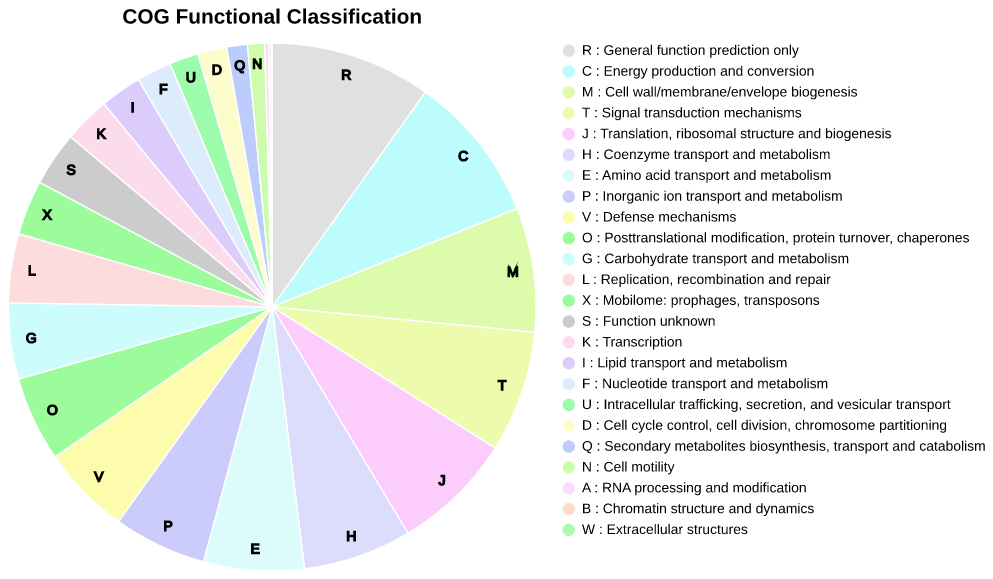 COG Functional Classification
R
C
M
T
J
H
E
P
V
O
G
L
X
S
K
I
F
U
D
Q
N
R : General function prediction only
C : Energy production and conversion
M : Cell wall/membrane/envelope biogenesis
T : Signal transduction mechanisms
J : Translation, ribosomal structure and biogenesis
H : Coenzyme transport and metabolism
E : Amino acid transport and metabolism
P : Inorganic ion transport and metabolism
V : Defense mechanisms
O : Posttranslational modification, protein turnover, chaperones
G : Carbohydrate transport and metabolism
L : Replication, recombination and repair
X : Mobilome: prophages, transposons
S : Function unknown
K : Transcription
I : Lipid transport and metabolism
F : Nucleotide transport and metabolism
U : Intracellular trafficking, secretion, and vesicular transport
D : Cell cycle control, cell division, chromosome partitioning
Q : Secondary metabolites biosynthesis, transport and catabolism
N : Cell motility
A : RNA processing and modification
B : Chromatin structure and dynamics
W : Extracellular structures